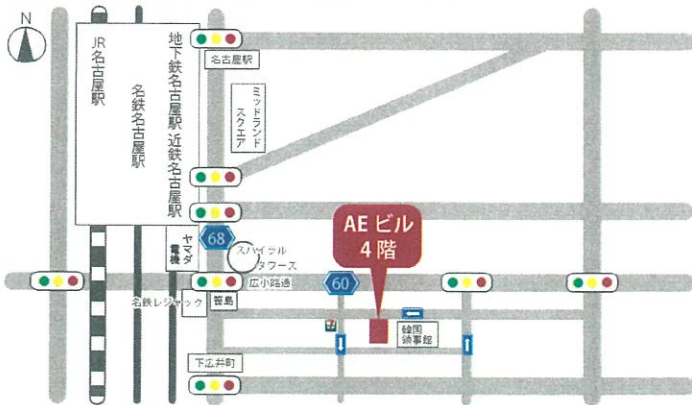 N
JR名古屋駅
名鉄名古屋駅
地下鉄名古屋駅 近鉄名古屋駅
名古屋駅
ミッドランド
スクエア
AEビル
4階
68
ヤマダ
電機
スパイラル
タワーズ
60
名鉄レジャック
笹島
広小路通
7
韓国
領事館
下広井町